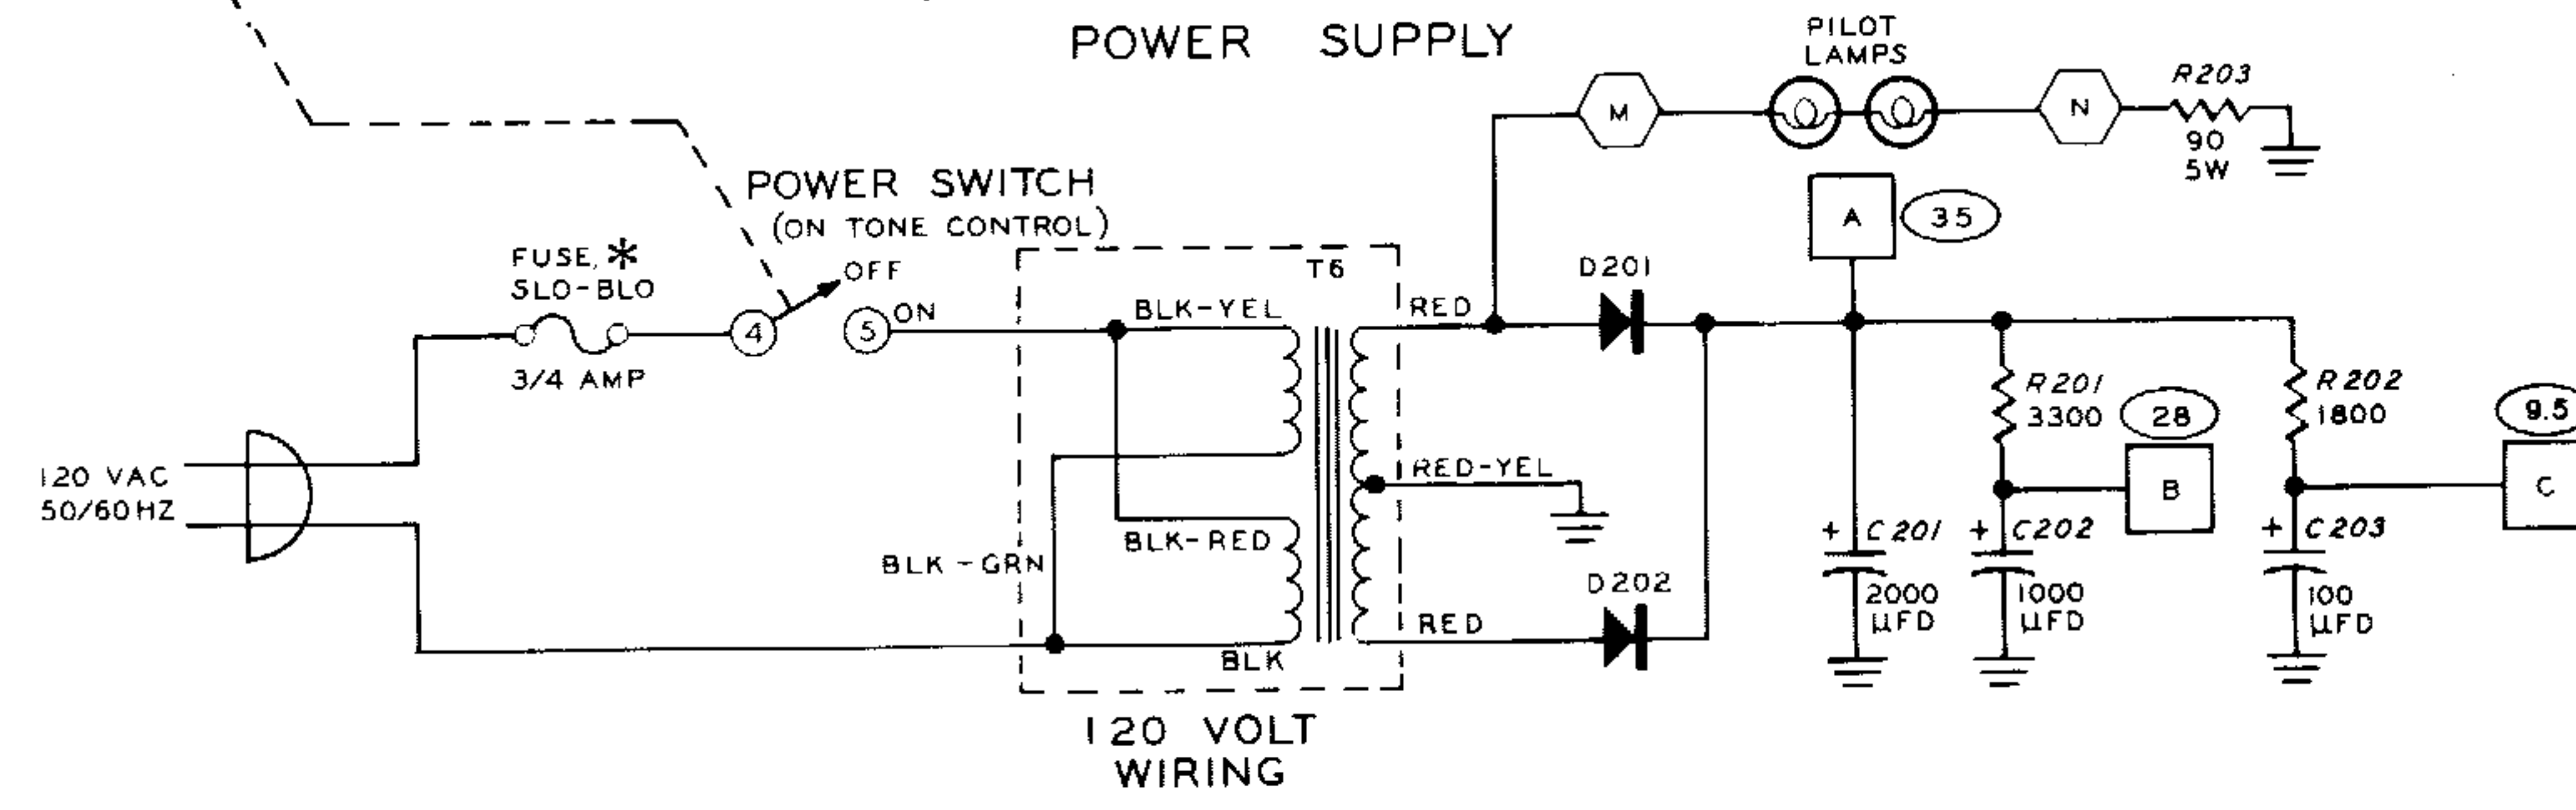 POWER SUPPLY
PILOT
LAMPS
M
N
R203
90
5W
A
35
POWER SWITCH
(ON TONE CONTROL)
OFF
FUSE, *
SLO-BLO
3/4 AMP
4
5
ON
T6
BLK-YEL
RED
D201
R201
3300
28
B
R202
1800
9.5
C
120 VAC
50/60HZ
RED-YEL
BLK-RED
BLK-GRN
+ C201
2000
µFD
+ C202
1000
µFD
+ C203
100
µFD
D202
RED
BLK
120 VOLT
WIRING